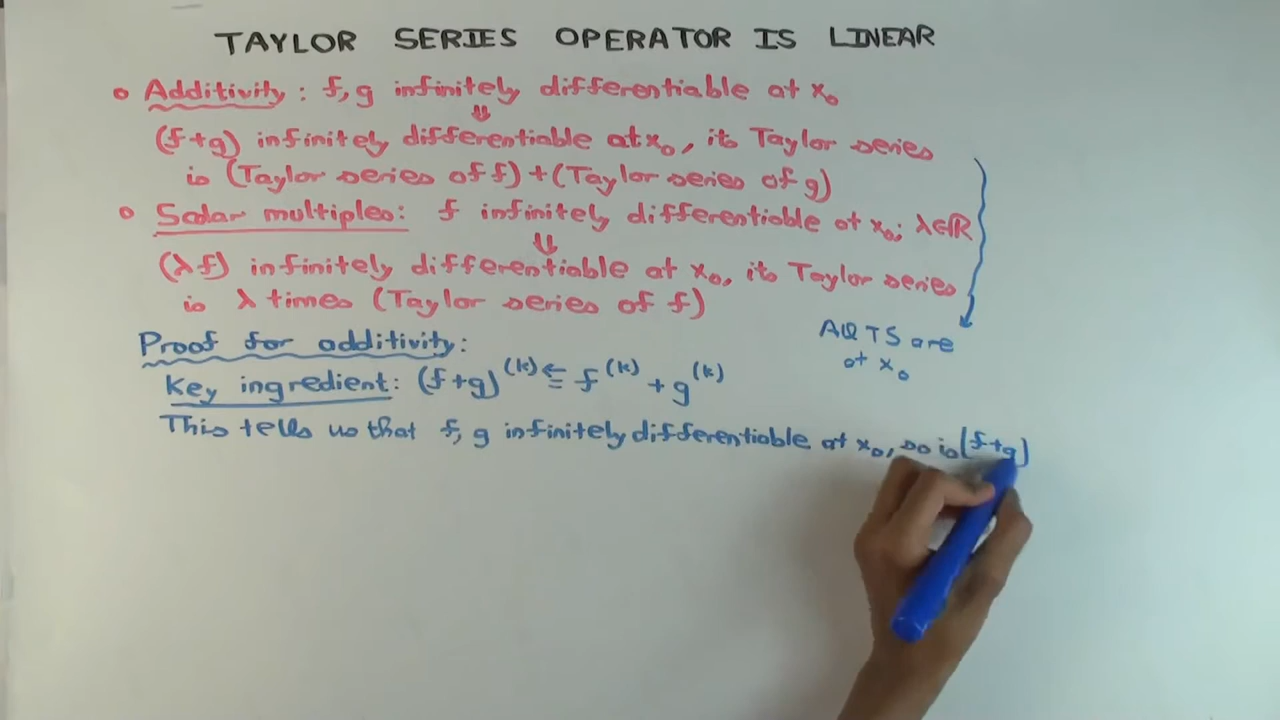 TAYLOR SERIES OPERATOR IS LINEAR
• Additivity: f, g infinitely differentiable at x₀
⇓
(f+g) infinitely differentiable at x₀, its Taylor series
is (Taylor series of f) + (Taylor series of g)
• Scalar multiples: f infinitely differentiable at x₀; λ∈ℝ
⇓
(λf) infinitely differentiable at x₀, its Taylor series
is λ times (Taylor series of f)
All TS are
at x₀
Proof for additivity:
Key ingredient: (f+g)⁽ᵏ⁾ = f⁽ᵏ⁾ + g⁽ᵏ⁾
This tells us that f, g infinitely differentiable at x₀, so is (f+g)